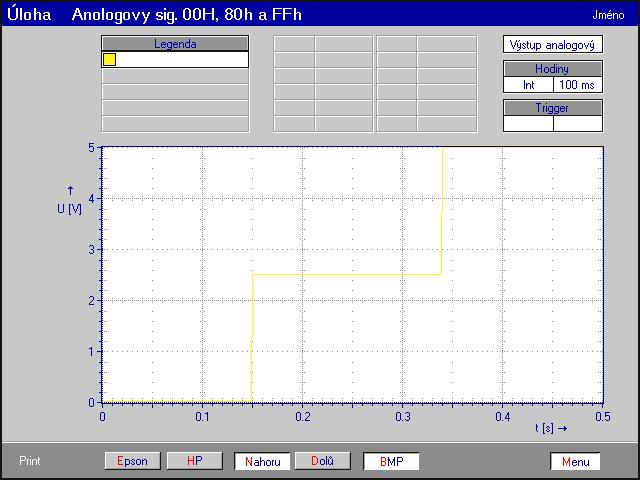 Úloha Anologovy sig. 00H, 80h a FFh Jméno
Legenda
Výstup analogový
Hodiny
Int 100 ms
Trigger
5
4
U [V]
3
2
1
0
0 0.1 0.2 0.3 0.4 0.5
t [s] →
Print Epson HP Nahoru Dolů BMP Menu